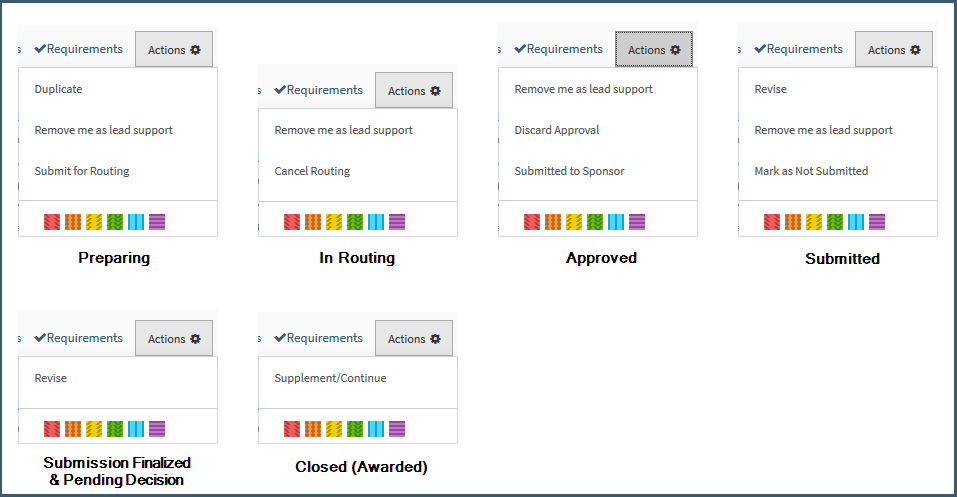 s ✔Requirements Actions
Duplicate
Remove me as lead support
Submit for Routing
Preparing
s ✔Requirements Actions
Remove me as lead support
Cancel Routing
In Routing
s ✔Requirements Actions
Remove me as lead support
Discard Approval
Submitted to Sponsor
Approved
s ✔Requirements Actions
Revise
Remove me as lead support
Mark as Not Submitted
Submitted
s ✔Requirements Actions
Revise
Submission Finalized
& Pending Decision
s ✔Requirements Actions
Supplement/Continue
Closed (Awarded)